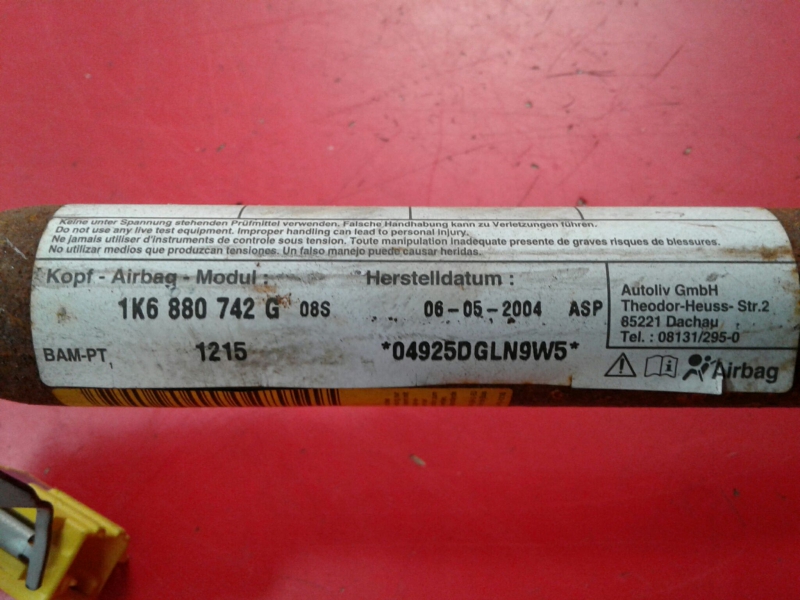 Keine unter Spannung stehenden Prüfmittel verwenden. Falsche Handhabung kann zu Verletzungen führen.
Do not use any live test equipment. Improper handling can lead to personal injury.
Ne jamais utiliser d'instruments de controle sous tension. Toute manipulation inadequate presente de graves risques de blessures.
No utilizar medios que produzcan tensiones. Un falso manejo puede causar heridas.
Kopf - Airbag - Modul : Herstelldatum :
1K6 880 742 G 08S 06-05-2004 ASP
BAM-PT 1215 *04925DGLN9W5*
Autoliv GmbH
Theodor-Heuss- Str.2
85221 Dachau
Tel. : 08131/295-0
Airbag